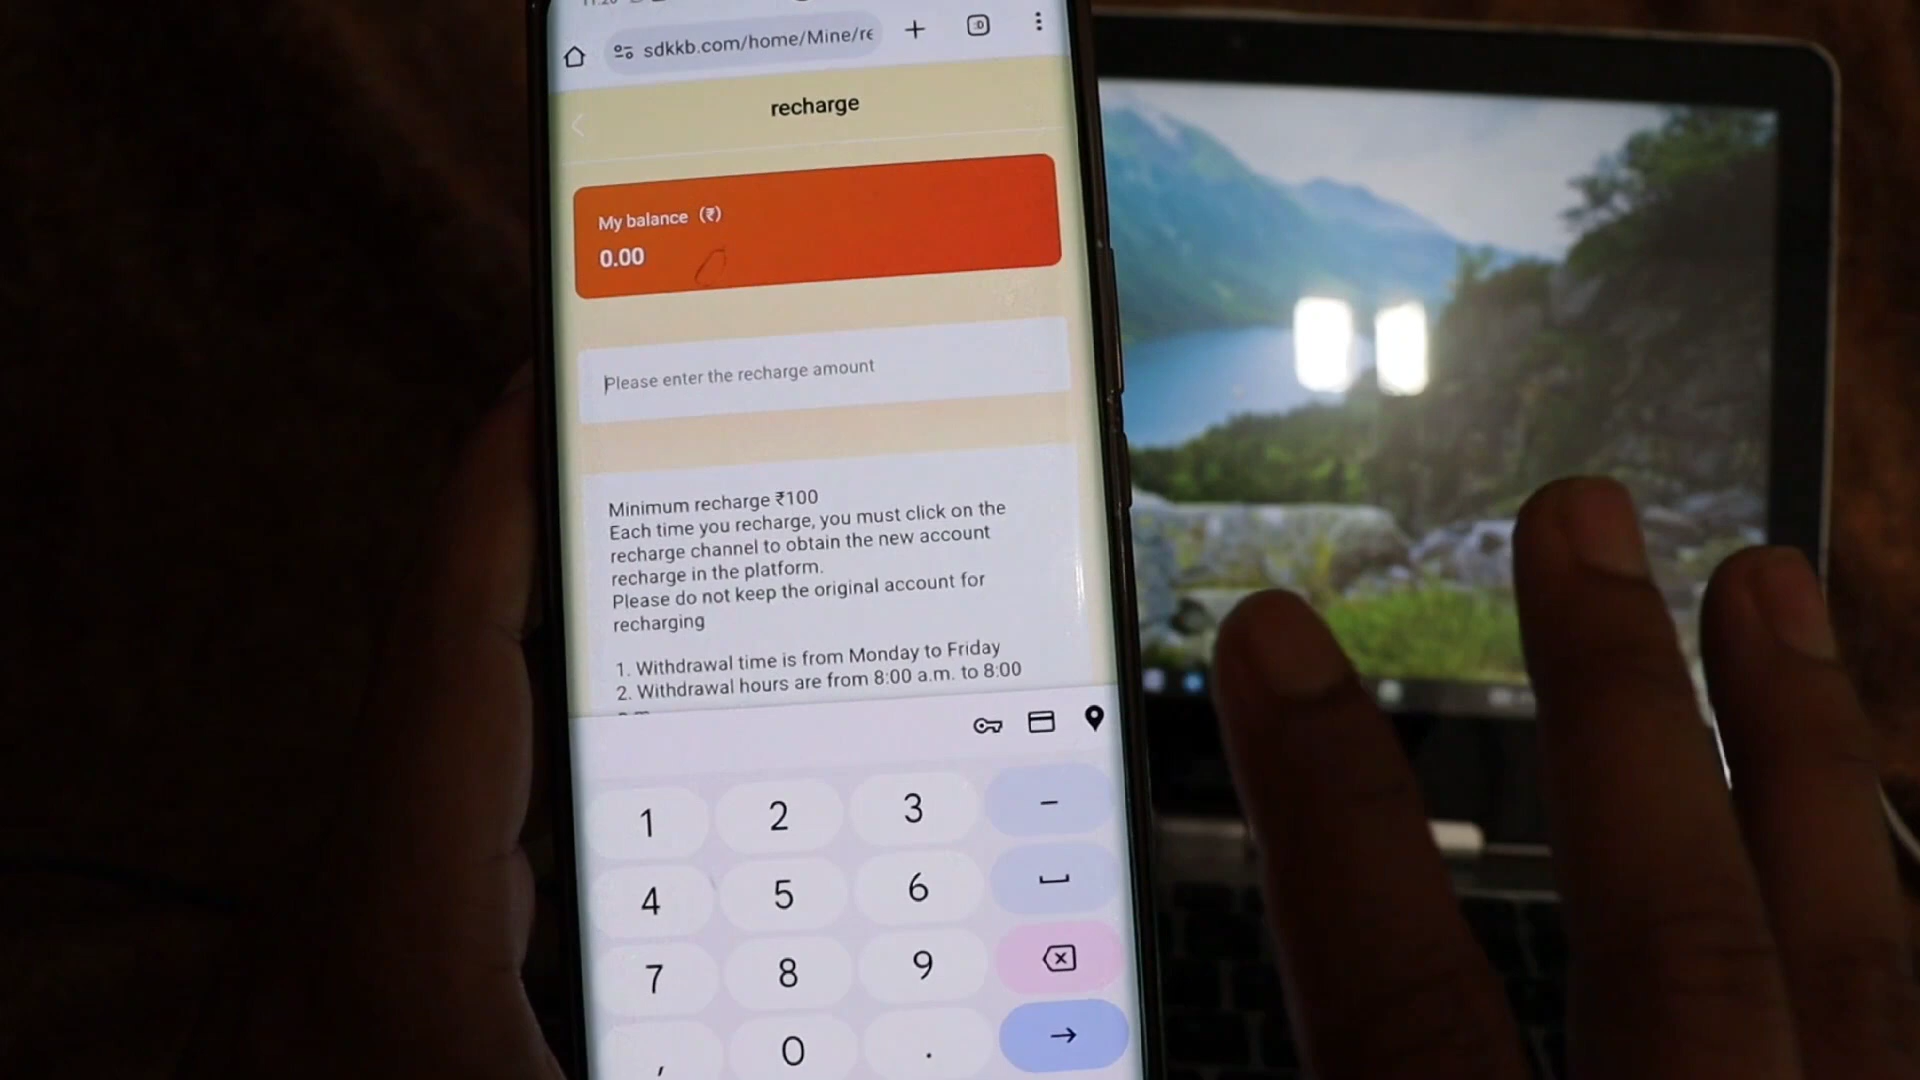 sdkkb.com/home/Mine/re
recharge
My balance (₹)
0.00
Please enter the recharge amount
Minimum recharge ₹100
Each time you recharge, you must click on the
recharge channel to obtain the new account
recharge in the platform.
Please do not keep the original account for
recharging
1. Withdrawal time is from Monday to Friday
2. Withdrawal hours are from 8:00 a.m. to 8:00
1 2 3 -
4 5 6
7 8 9
, 0 .